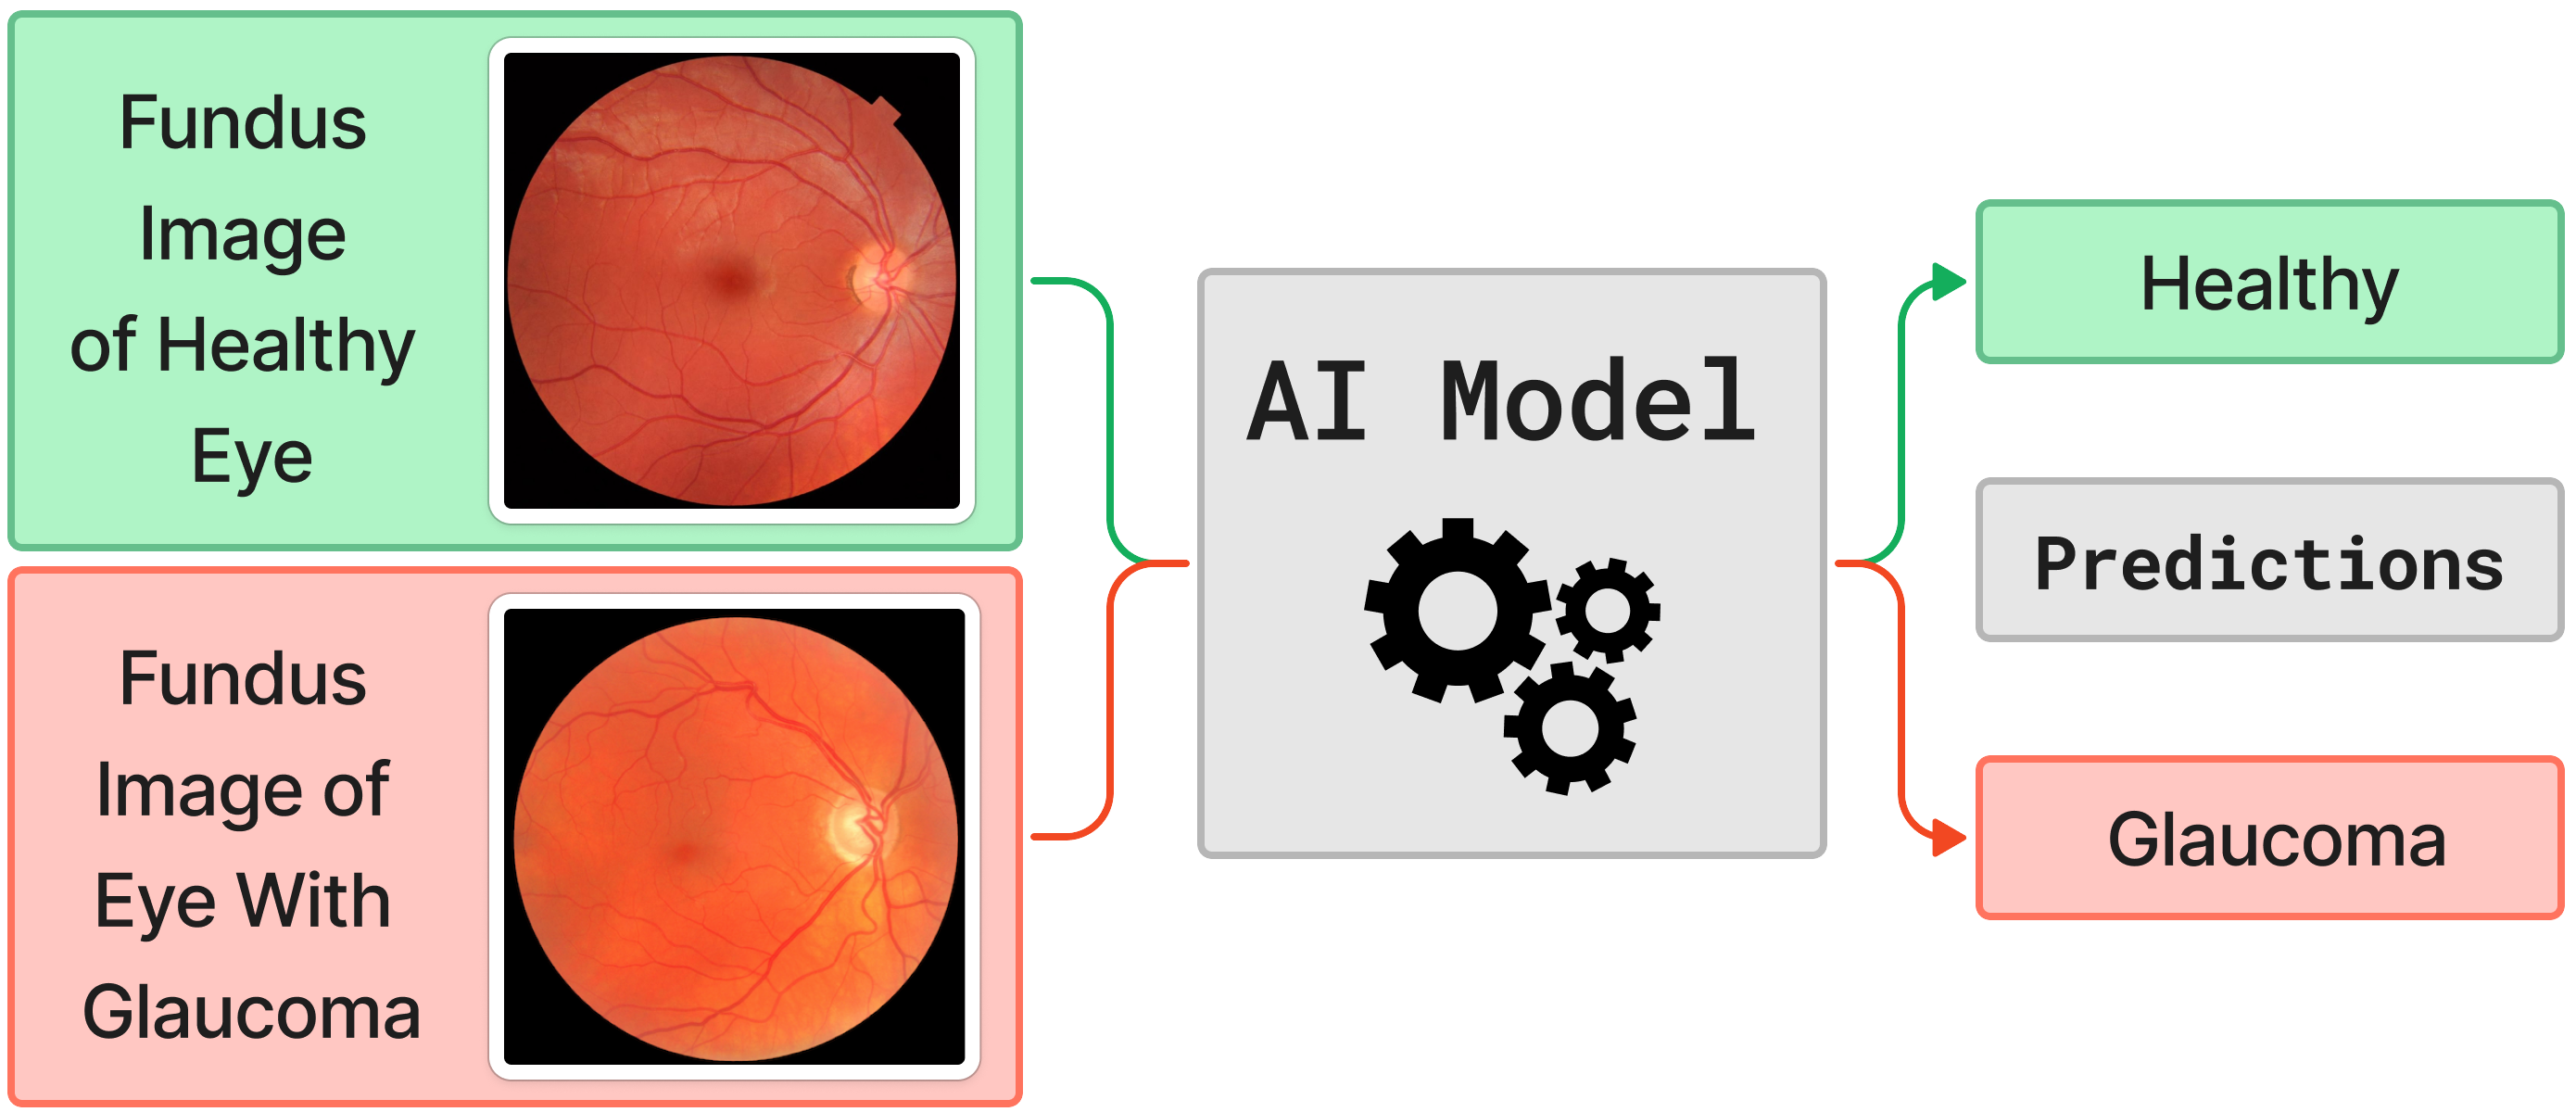 Fundus
Image
of Healthy
Eye
Fundus
Image of
Eye With
Glaucoma
AI Model
Healthy
Predictions
Glaucoma